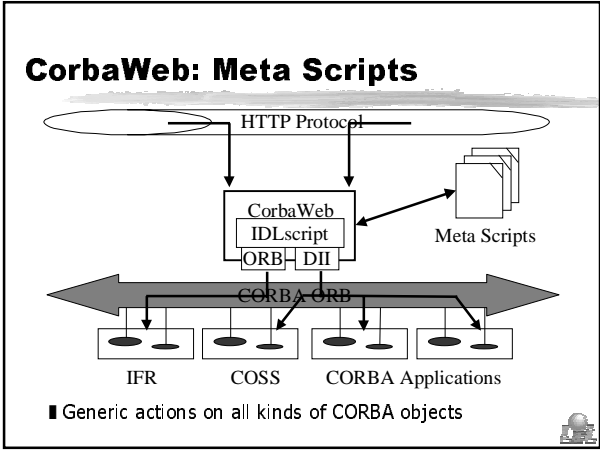 CorbaWeb: Meta Scripts
HTTP Protocol
CorbaWeb
IDLscript
ORB DII
Meta Scripts
CORBA ORB
IFR COSS CORBA Applications
Generic actions on all kinds of CORBA objects